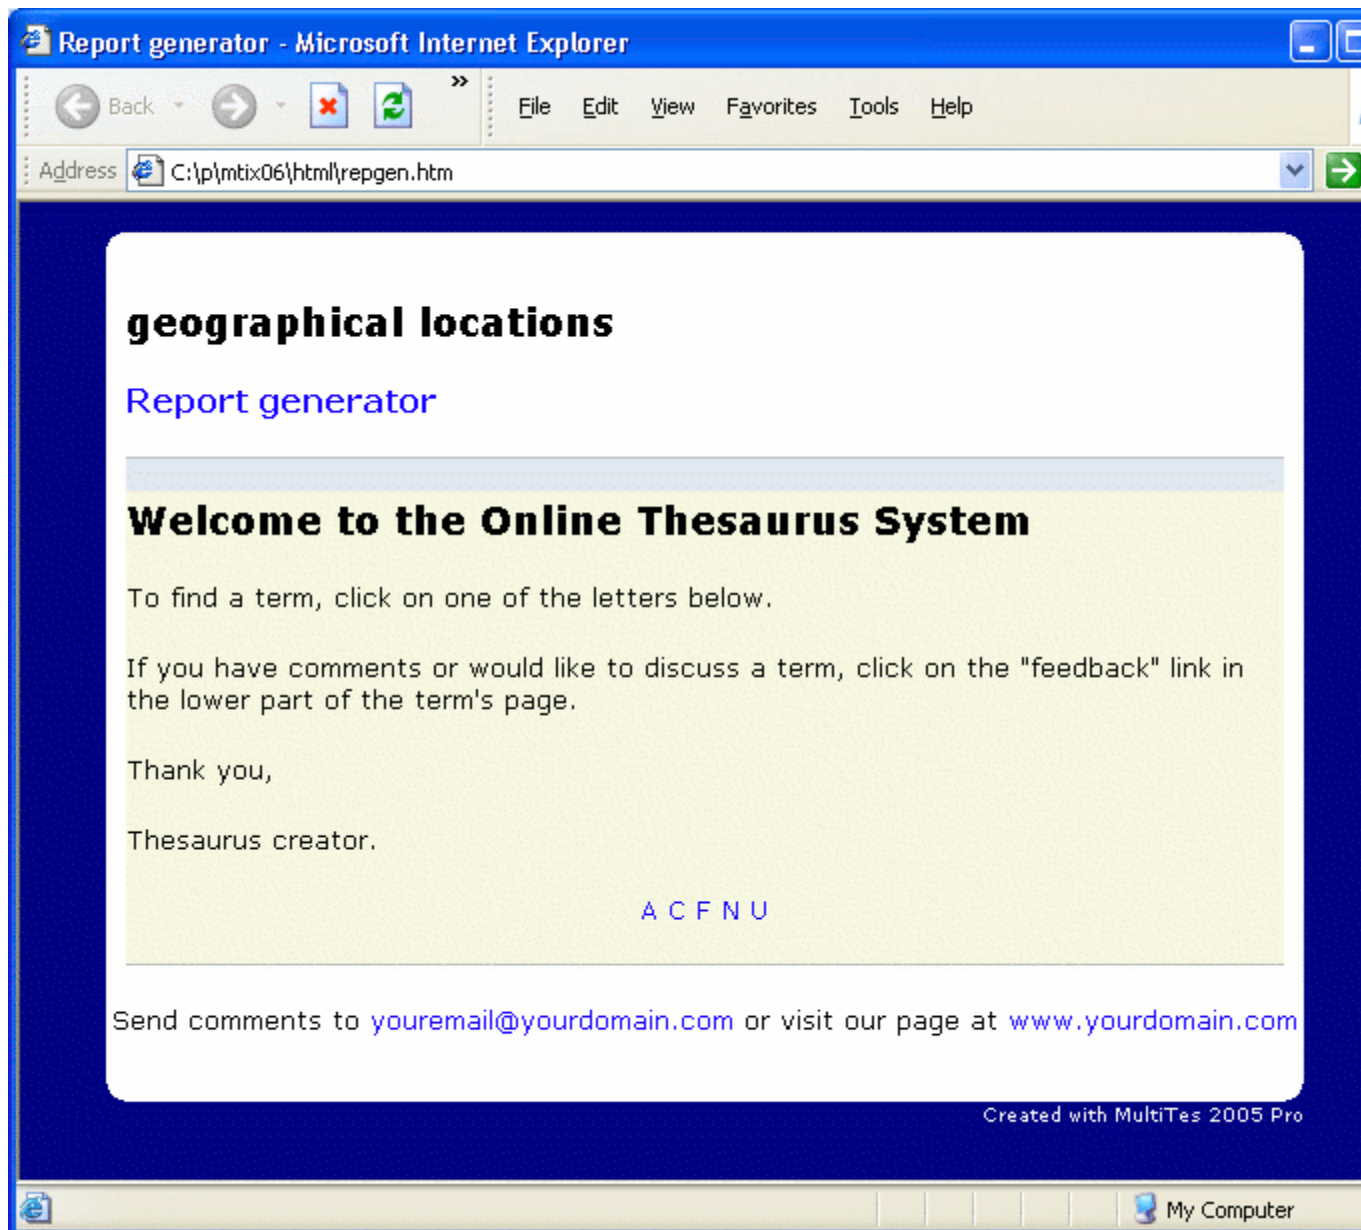 Report generator - Microsoft Internet Explorer
Back » File Edit View Favorites Tools Help
Address C:\p\mtix06\html\repgen.htm
geographical locations
Report generator
Welcome to the Online Thesaurus System
To find a term, click on one of the letters below.
If you have comments or would like to discuss a term, click on the "feedback" link in
the lower part of the term's page.
Thank you,
Thesaurus creator.
A C F N U
Send comments to youremail@yourdomain.com or visit our page at www.yourdomain.com
Created with MultiTes 2005 Pro
My Computer